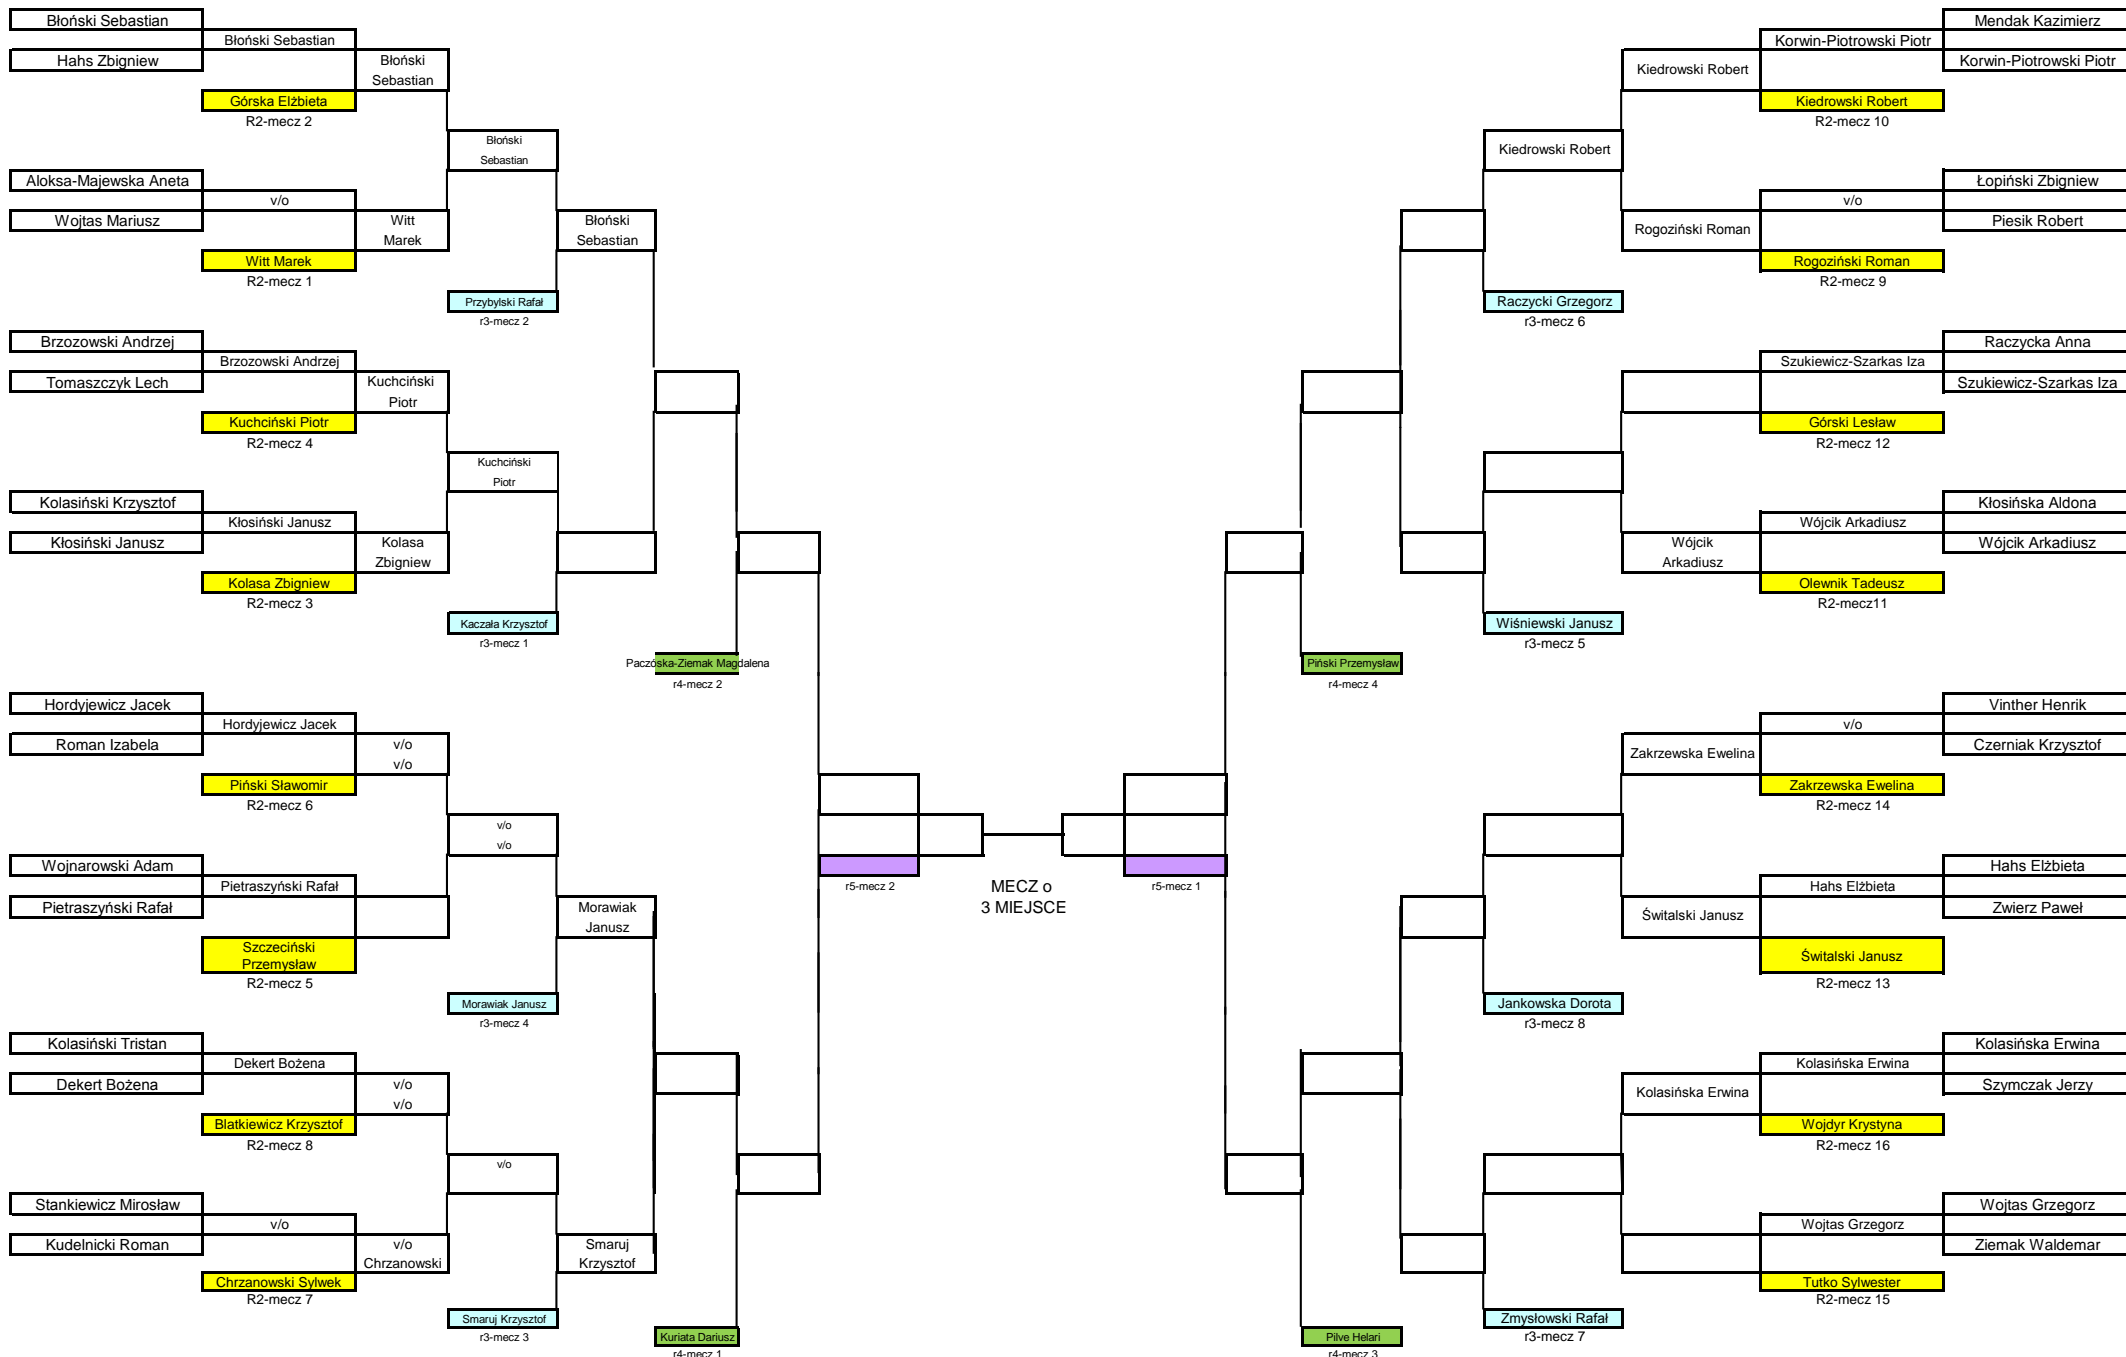 Błoński Sebastian
Błoński Sebastian
Hahs Zbigniew
Błoński
Sebastian
Górska Elżbieta
R2-mecz 2
Błoński
Sebastian
Aloksa-Majewska Aneta
v/o
Wojtas Mariusz
Witt
Marek
Błoński
Sebastian
Witt Marek
R2-mecz 1
Przybylski Rafał
r3-mecz 2
Brzozowski Andrzej
Brzozowski Andrzej
Tomaszczyk Lech
Kuchciński
Piotr
Kuchciński Piotr
R2-mecz 4
Kuchciński
Piotr
Kolasiński Krzysztof
Kłosiński Janusz
Kłosiński Janusz
Kolasa
Zbigniew
Kolasa Zbigniew
R2-mecz 3
Kaczała Krzysztof
r3-mecz 1
Paczóska-Ziemak Magdalena
r4-mecz 2
Hordyjewicz Jacek
Hordyjewicz Jacek
Roman Izabela
v/o
v/o
Piński Sławomir
R2-mecz 6
v/o
v/o
Wojnarowski Adam
Pietraszyński Rafał
Pietraszyński Rafał
Morawiak
Janusz
Szczeciński
Przemysław
R2-mecz 5
Morawiak Janusz
r3-mecz 4
Kolasiński Tristan
Dekert Bożena
Dekert Bożena
v/o
v/o
Blatkiewicz Krzysztof
R2-mecz 8
v/o
Stankiewicz Mirosław
v/o
Kudelnicki Roman
v/o
Chrzanowski
Smaruj
Krzysztof
Chrzanowski Sylwek
R2-mecz 7
Smaruj Krzysztof
r3-mecz 3
Kuriata Dariusz
r4-mecz 1
r5-mecz 2
MECZ o
3 MIEJSCE
r5-mecz 1
Mendak Kazimierz
Korwin-Piotrowski Piotr
Korwin-Piotrowski Piotr
Kiedrowski Robert
Kiedrowski Robert
R2-mecz 10
Kiedrowski Robert
Łopiński Zbigniew
v/o
Piesik Robert
Rogoziński Roman
Rogoziński Roman
R2-mecz 9
Raczycki Grzegorz
r3-mecz 6
Raczycka Anna
Szukiewicz-Szarkas Iza
Szukiewicz-Szarkas Iza
Górski Lesław
R2-mecz 12
Kłosińska Aldona
Wójcik Arkadiusz
Wójcik Arkadiusz
Wójcik
Arkadiusz
Olewnik Tadeusz
R2-mecz11
Wiśniewski Janusz
r3-mecz 5
Piński Przemysław
r4-mecz 4
Vinther Henrik
v/o
Czerniak Krzysztof
Zakrzewska Ewelina
Zakrzewska Ewelina
R2-mecz 14
Hahs Elżbieta
Hahs Elżbieta
Zwierz Paweł
Świtalski Janusz
Świtalski Janusz
R2-mecz 13
Jankowska Dorota
r3-mecz 8
Kolasińska Erwina
Kolasińska Erwina
Szymczak Jerzy
Kolasińska Erwina
Wojdyr Krystyna
R2-mecz 16
Wojtas Grzegorz
Wojtas Grzegorz
Ziemak Waldemar
Tutko Sylwester
R2-mecz 15
Zmysłowski Rafał
r3-mecz 7
Pilve Helari
r4-mecz 3